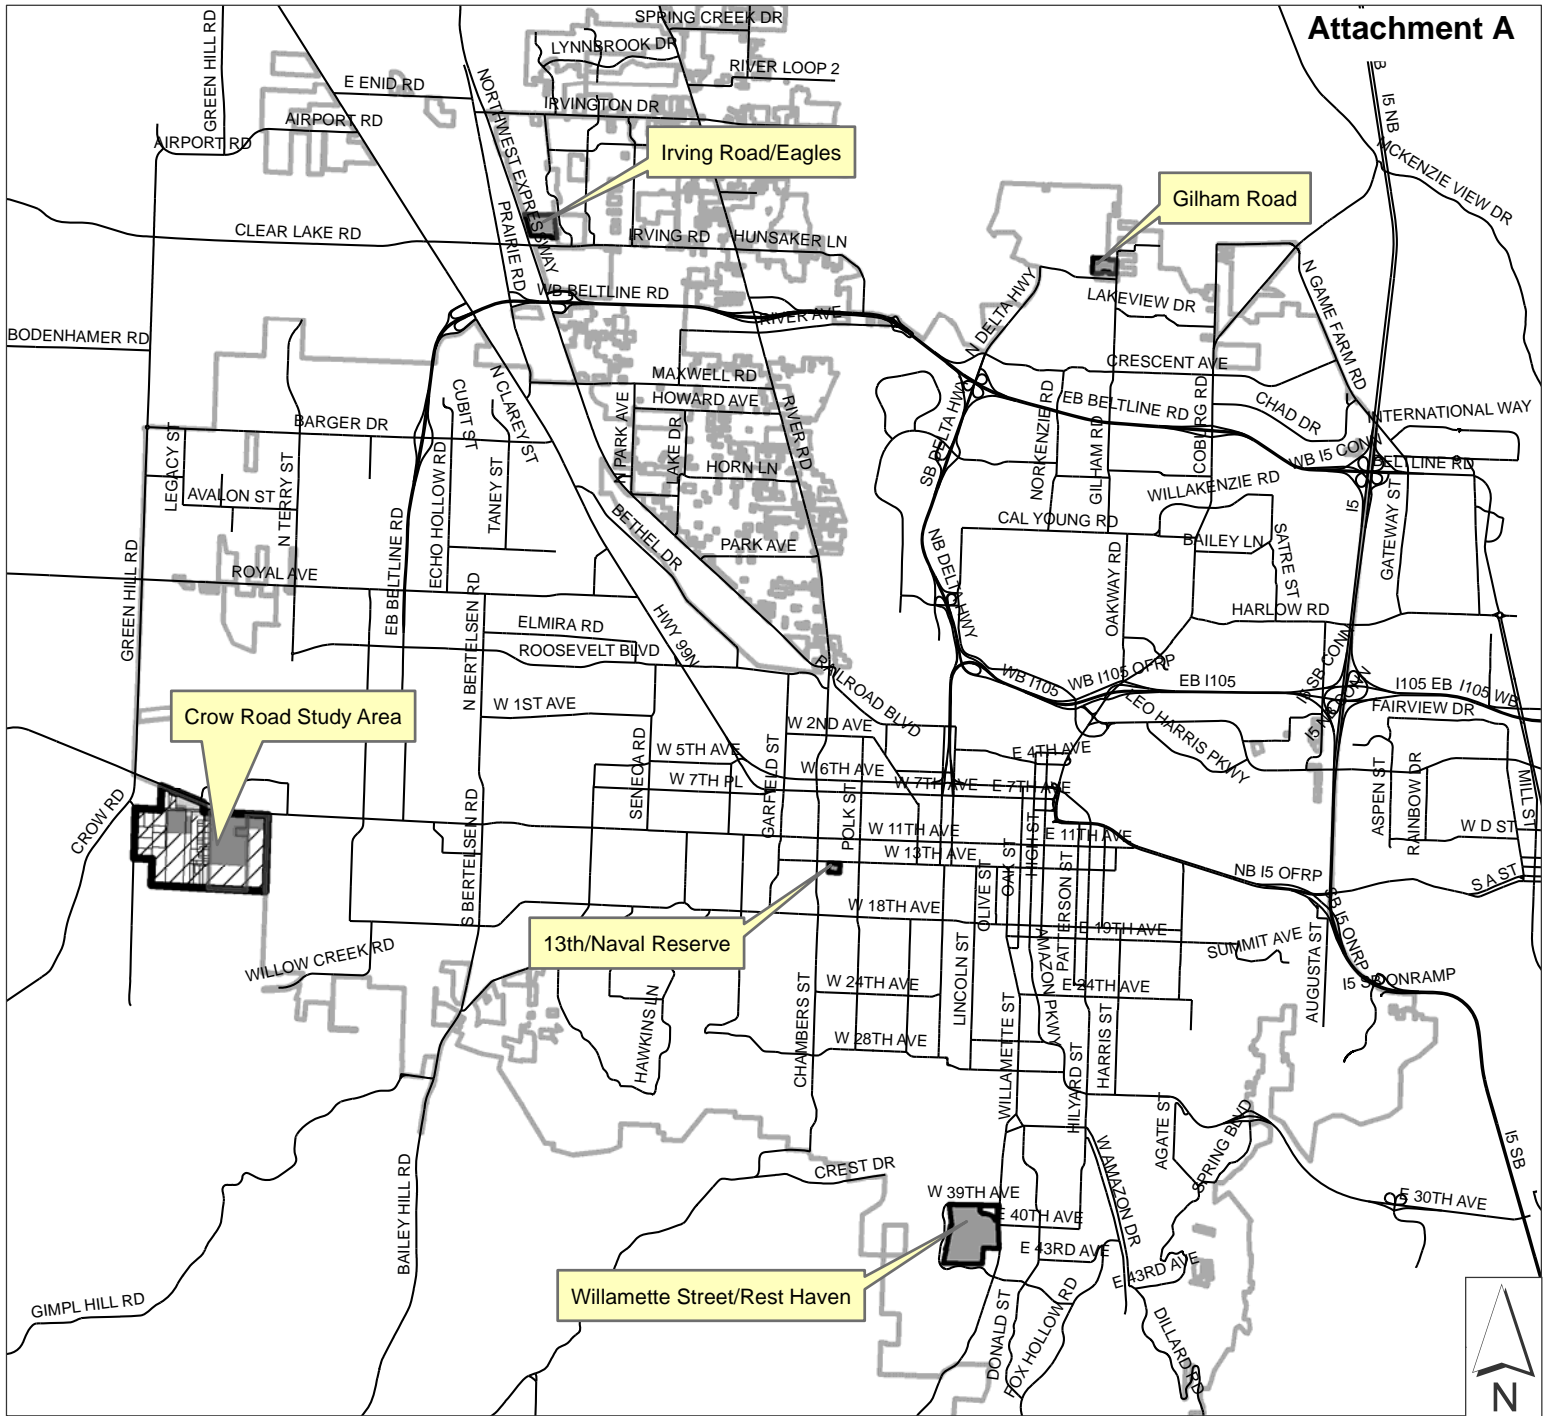 Attachment A
SPRING CREEK DR
LYNNBROOK DR
RIVER LOOP 2
GREEN HILL RD
E ENID RD
NORTHWEST EXPRESSWAY
IRVINGTON DR
I5 NB
AIRPORT RD
AIRPORT RD
MCKENZIE VIEW DR
Irving Road/Eagles
Gilham Road
PRAIRIE RD
CLEAR LAKE RD
IRVING RD
HUNSAKER LN
N DELTA HWY
LAKEVIEW DR
N GAME FARM RD
WB BELTLINE RD
RIVER AVE
BODENHAMER RD
CRESCENT AVE
N CLAREY ST
MAXWELL RD
HOWARD AVE
CUBIT ST
N PARK AVE
LAKE DR
RIVER RD
SB DELTA HWY
NORKENZIE RD
EB BELTLINE RD
COBURG RD
CHAD DR
INTERNATIONAL WAY
BARGER DR
LEGACY ST
GILHAM RD
WB I5 CONN
BELTLINE RD
HORN LN
AVALON ST
N TERRY ST
ECHO HOLLOW RD
TANEY ST
WILLAKENZIE RD
I5
GATEWAY ST
BETHEL DR
CAL YOUNG RD
BAILEY LN
SATRE ST
EB BELTLINE RD
PARK AVE
NB DELTA HWY
OAKWAY RD
GREEN HILL RD
ROYAL AVE
HARLOW RD
N BERTELSEN RD
ELMIRA RD
HWY 99N
ROOSEVELT BLVD
RAILROAD BLVD
WB I105
WB I105 OFRP
EB I105
I5 SB CONN
I105 EB
I105 WB
LEO HARRIS PKWY
FAIRVIEW DR
Crow Road Study Area
W 1ST AVE
W 2ND AVE
SENECA RD
W 5TH AVE
GARFIELD ST
E 4TH AVE
W 6TH AVE
W 7TH PL
W 7TH AVE
E 7TH AVE
ASPEN ST
RAINBOW DR
MILL ST
CROW RD
S BERTELSEN RD
POLK ST
W 11TH AVE
HIGH ST
E 11TH AVE
W D ST
W 13TH AVE
OAK ST
OLIVE ST
PATTERSON ST
NB I5 OFRP
S A ST
W 18TH AVE
SB I5 ONRP
E 19TH AVE
13th/Naval Reserve
LINCOLN ST
AMAZON PKWY
SUMMIT AVE
AUGUSTA ST
WILLOW CREEK RD
CHAMBERS ST
W 24TH AVE
E 24TH AVE
I5 SB ONRAMP
HAWKINS LN
WILLAMETTE ST
HARRIS ST
W 28TH AVE
HILYARD ST
AGATE ST
SPRING BLVD
I5 SB
BAILEY HILL RD
CREST DR
W AMAZON DR
W 39TH AVE
E 30TH AVE
E 40TH AVE
E 43RD AVE
E 43RD AVE
Willamette Street/Rest Haven
GIMPL HILL RD
DONALD ST
FOX HOLLOW RD
DILLARD RD
N